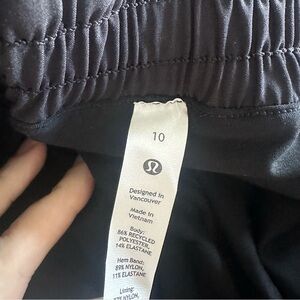 10
Designed in
Vancouver
Made In
Vietnam
Body:
86% RECYCLED
POLYESTER,
14% ELASTANE
Hem Band:
89% NYLON,
11% ELASTANE
Lining: